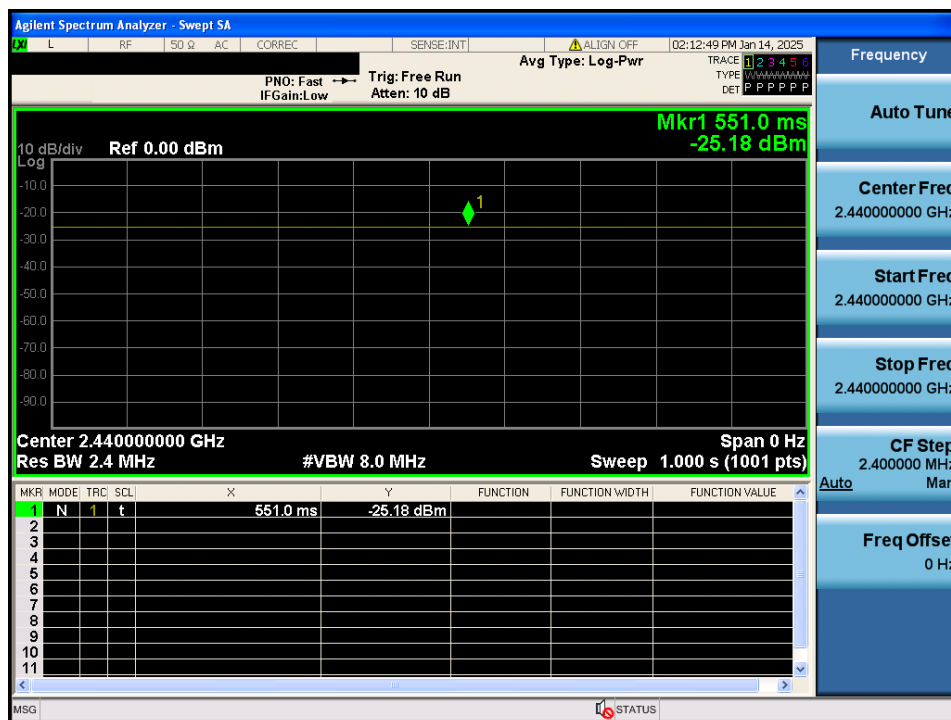 Agilent Spectrum Analyzer - Swept SA
LXI L RF 50 Ω AC CORREC SENSE:INT ALIGN OFF 02:12:49 PM Jan 14, 2025
Avg Type: Log-Pwr
TRACE 1 2 3 4 5 6
TYPE
DET P P P P P P
PNO: Fast
IFGain:Low
Trig: Free Run
Atten: 10 dB
Mkr1 551.0 ms
-25.18 dBm
10 dB/div Ref 0.00 dBm
Log
-10.0
-20.0
-30.0
-40.0
-50.0
-60.0
-70.0
-80.0
-90.0
1
Center 2.440000000 GHz Span 0 Hz
Res BW 2.4 MHz #VBW 8.0 MHz Sweep 1.000 s (1001 pts)
MKR MODE TRC SCL X Y FUNCTION FUNCTION WIDTH FUNCTION VALUE
1 N 1 t 551.0 ms -25.18 dBm
2
3
4
5
6
7
8
9
10
11
MSG STATUS
Frequency
Auto Tune
Center Freq
2.440000000 GHz
Start Freq
2.440000000 GHz
Stop Freq
2.440000000 GHz
CF Step
2.400000 MHz
Auto Man
Freq Offset
0 Hz